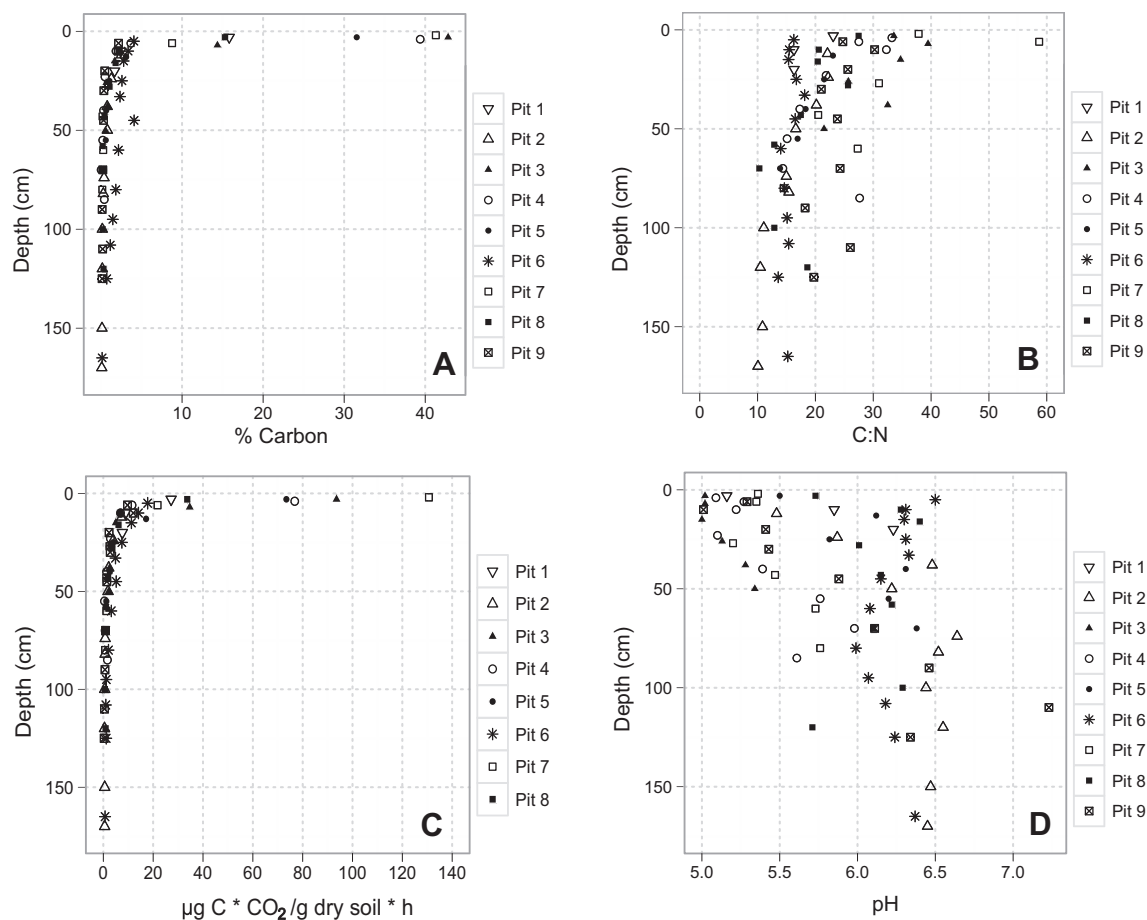 A
Depth (cm)
0
50
100
150
10
20
30
40
% Carbon
Pit 1
Pit 2
Pit 3
Pit 4
Pit 5
Pit 6
Pit 7
Pit 8
Pit 9
B
Depth (cm)
0
50
100
150
0
10
20
30
40
50
60
C:N
Pit 1
Pit 2
Pit 3
Pit 4
Pit 5
Pit 6
Pit 7
Pit 8
Pit 9
C
Depth (cm)
0
50
100
150
0
20
40
60
80
100
120
140
µg C * CO₂ /g dry soil * h
Pit 1
Pit 2
Pit 3
Pit 4
Pit 5
Pit 6
Pit 7
Pit 8
D
Depth (cm)
0
50
100
150
5.0
5.5
6.0
6.5
7.0
pH
Pit 1
Pit 2
Pit 3
Pit 4
Pit 5
Pit 6
Pit 7
Pit 8
Pit 9